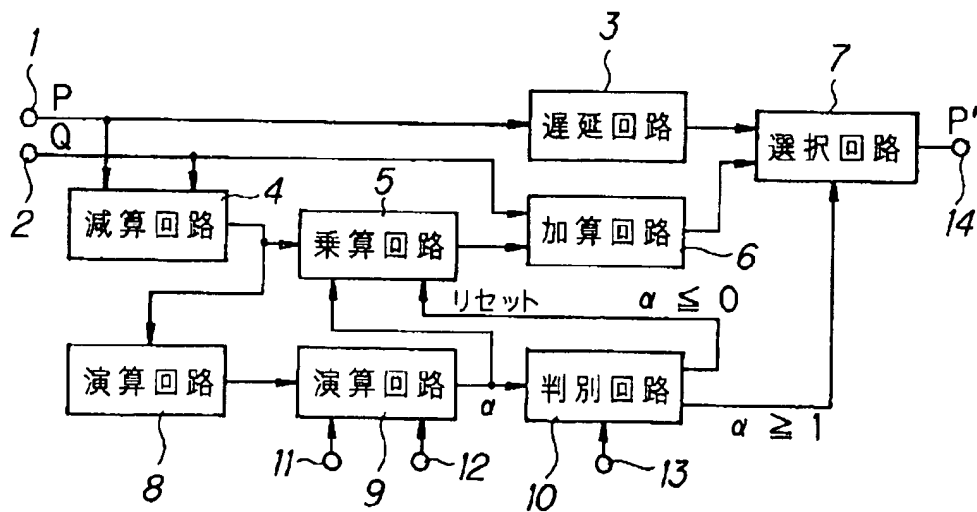 1
P
Q
2
3
遅延回路
7
選択回路
P'
14
4
減算回路
5
乗算回路
加算回路
6
リセット
α ≦ 0
演算回路
8
演算回路
α
判別回路
α ≧ 1
11
9
12
10
13